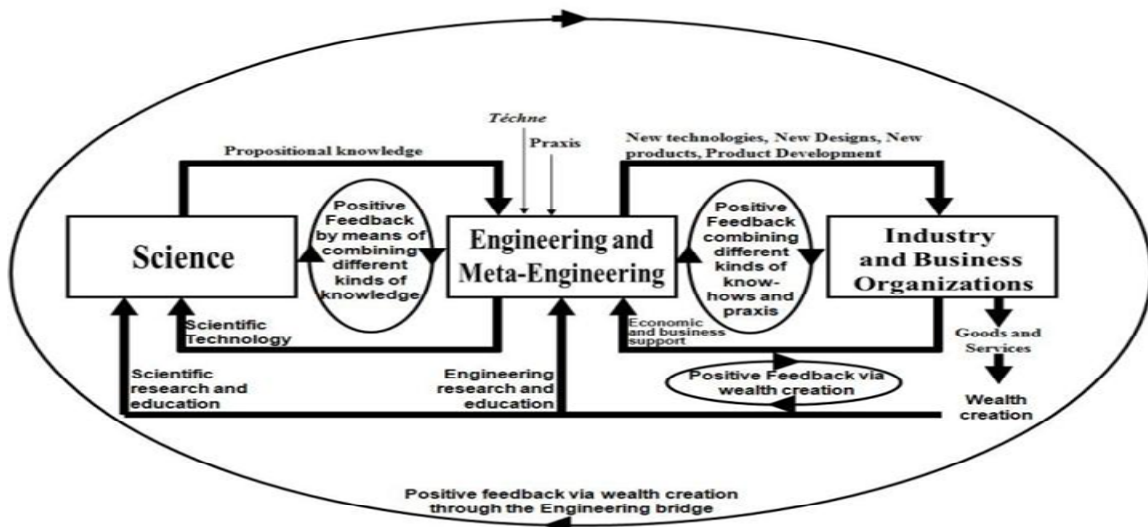 Téchne
Praxis
Propositional knowledge
New technologies, New Designs, New
products, Product Development
Science
Positive
Feedback
by means of
combining
different
kinds of
knowledge
Engineering and
Meta-Engineering
Positive
Feedback
combining
different
kinds of
know-
hows and
praxis
Industry
and Business
Organizations
Scientific
Technology
Economic
and business
support
Goods and
Services
Scientific
research and
education
Engineering
research and
education
Positive Feedback via
wealth creation
Wealth
creation
Positive feedback via wealth creation
through the Engineering bridge